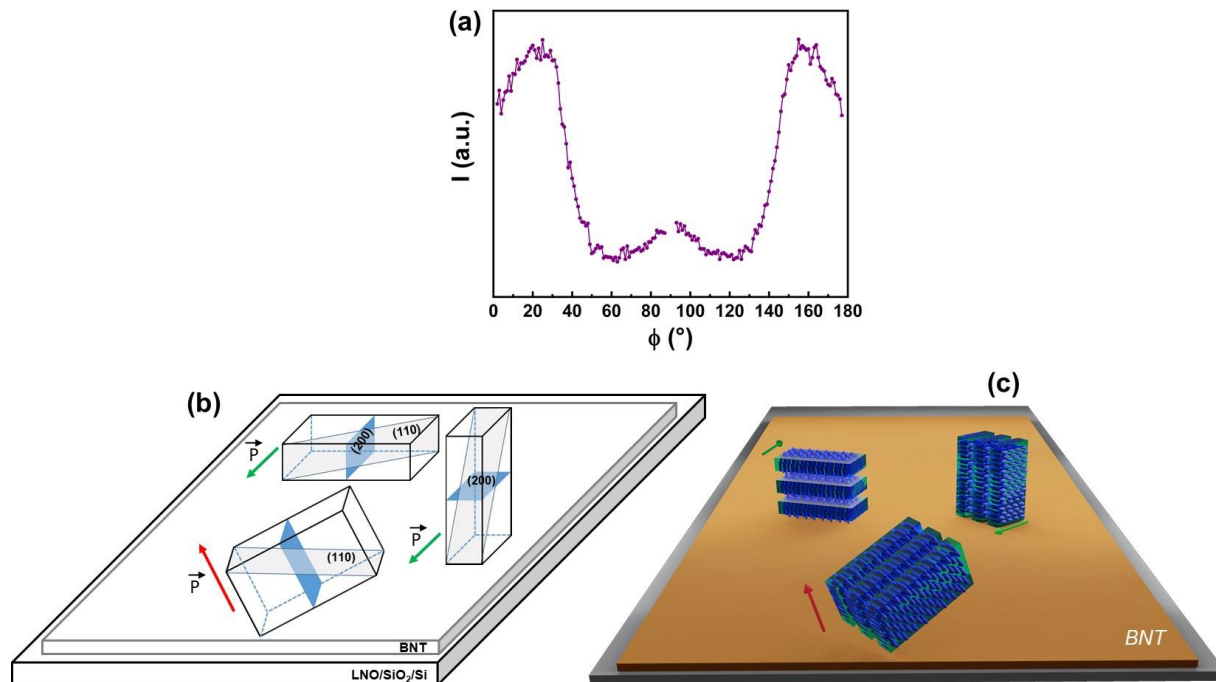 (a)
I (a.u.)
0 20 40 60 80 100 120 140 160 180
ϕ (°)
(b)
P⃗
(200)
(110)
(200)
P⃗
(110)
P⃗
BNT
LNO/SiO₂/Si
(c)
BNT